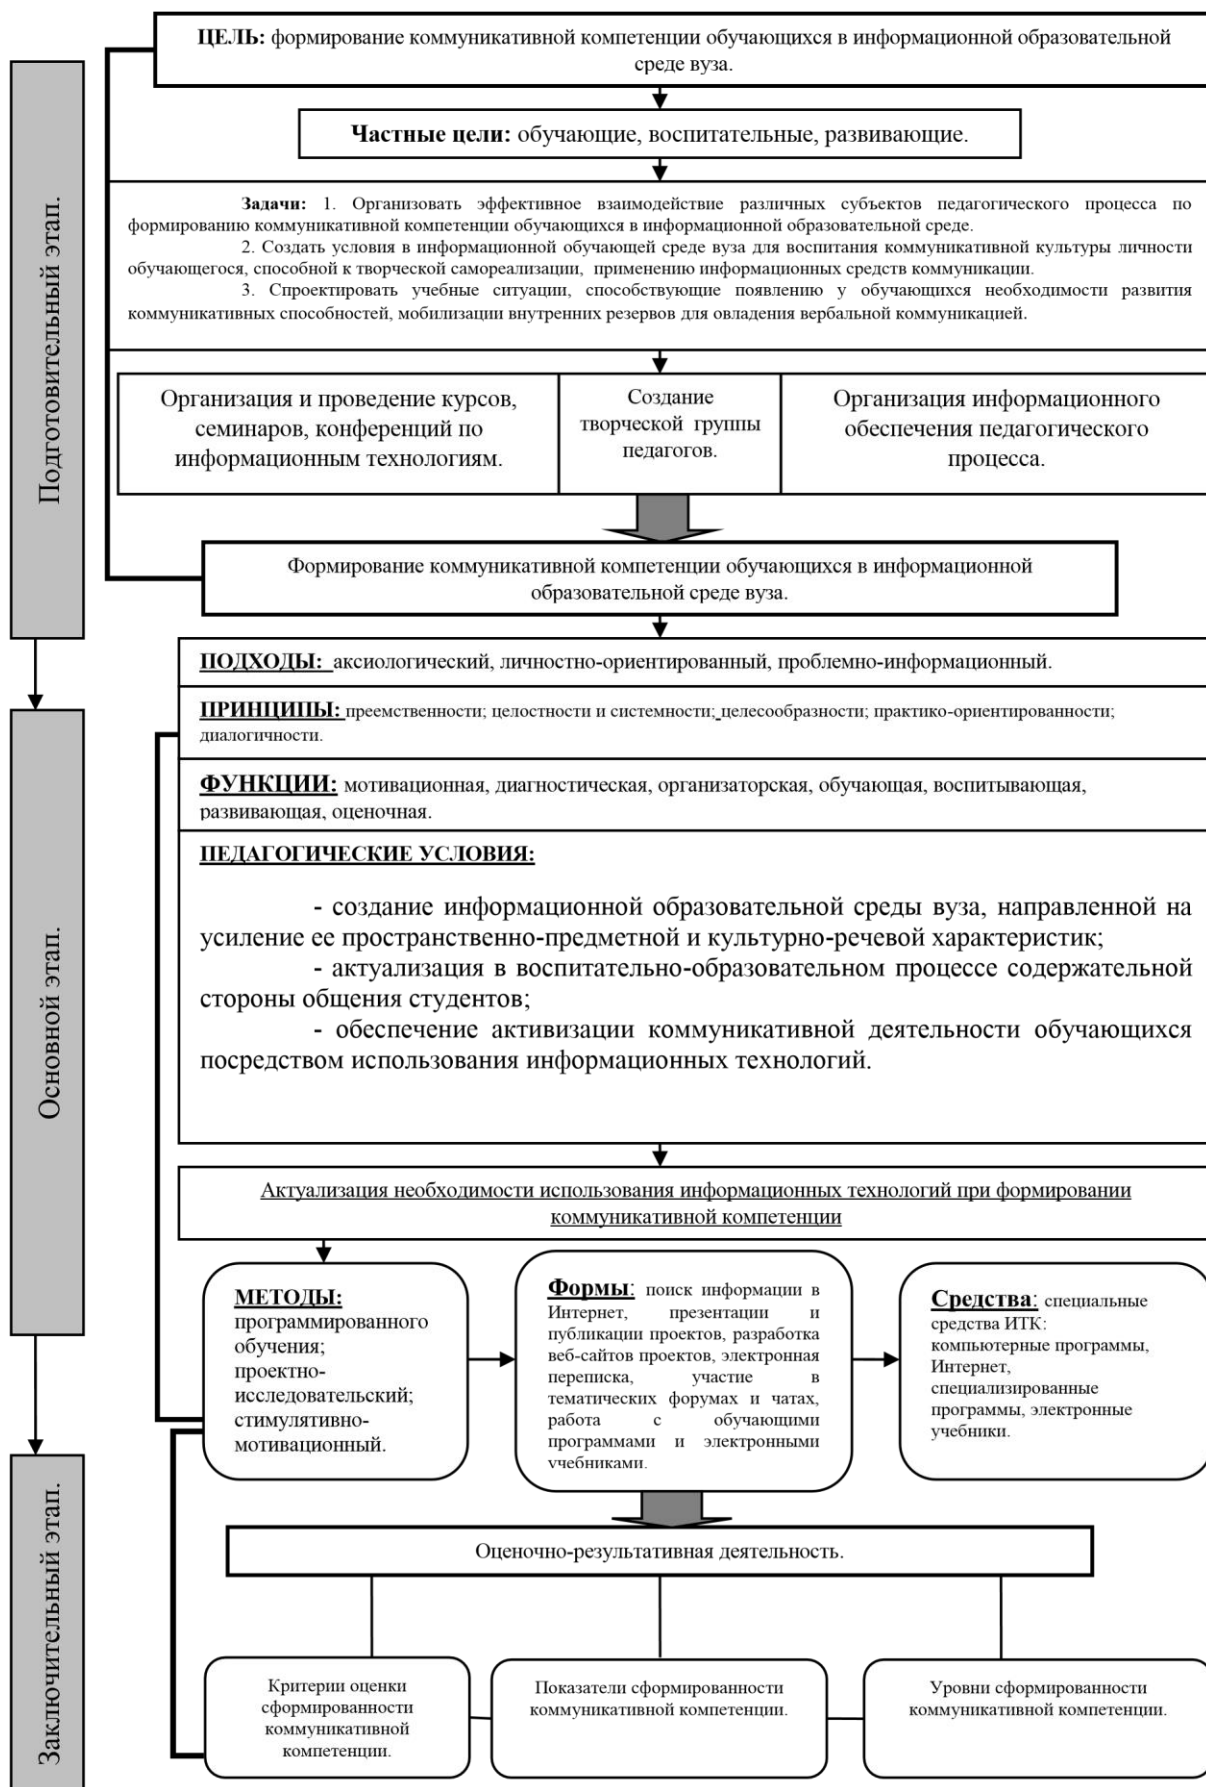 ЦЕЛЬ: формирование коммуникативной компетенции обучающихся в информационной образовательной
среде вуза.
Частные цели: обучающие, воспитательные, развивающие.
Подготовительный этап.
Задачи: 1. Организовать эффективное взаимодействие различных субъектов педагогического процесса по
формированию коммуникативной компетенции обучающихся в информационной образовательной среде.
2. Создать условия в информационной обучающей среде вуза для воспитания коммуникативной культуры личности
обучающегося, способной к творческой самореализации, применению информационных средств коммуникации.
3. Спроектировать учебные ситуации, способствующие появлению у обучающихся необходимости развития
коммуникативных способностей, мобилизации внутренних резервов для овладения вербальной коммуникацией.
Организация и проведение курсов,
семинаров, конференций по
информационным технологиям.
Создание
творческой группы
педагогов.
Организация информационного
обеспечения педагогического
процесса.
Формирование коммуникативной компетенции обучающихся в информационной
образовательной среде вуза.
Основной этап.
ПОДХОДЫ: аксиологический, личностно-ориентированный, проблемно-информационный.
ПРИНЦИПЫ: преемственности; целостности и системности; целесообразности; практико-ориентированности;
диалогичности.
ФУНКЦИИ: мотивационная, диагностическая, организаторская, обучающая, воспитывающая,
развивающая, оценочная.
ПЕДАГОГИЧЕСКИЕ УСЛОВИЯ:
- создание информационной образовательной среды вуза, направленной на
усиление ее пространственно-предметной и культурно-речевой характеристик;
- актуализация в воспитательно-образовательном процессе содержательной
стороны общения студентов;
- обеспечение активизации коммуникативной деятельности обучающихся
посредством использования информационных технологий.
Актуализация необходимости использования информационных технологий при формировании
коммуникативной компетенции
МЕТОДЫ:
программированного
обучения;
проектно-
исследовательский;
стимулятивно-
мотивационный.
Формы: поиск информации в
Интернет, презентации и
публикации проектов, разработка
веб-сайтов проектов, электронная
переписка, участие в
тематических форумах и чатах,
работа с обучающими
программами и электронными
учебниками.
Средства: специальные
средства ИТК:
компьютерные программы,
Интернет,
специализированные
программы, электронные
учебники.
Заключительный этап.
Оценочно-результативная деятельность.
Критерии оценки
сформированности
коммуникативной
компетенции.
Показатели сформированности
коммуникативной компетенции.
Уровни сформированности
коммуникативной компетенции.